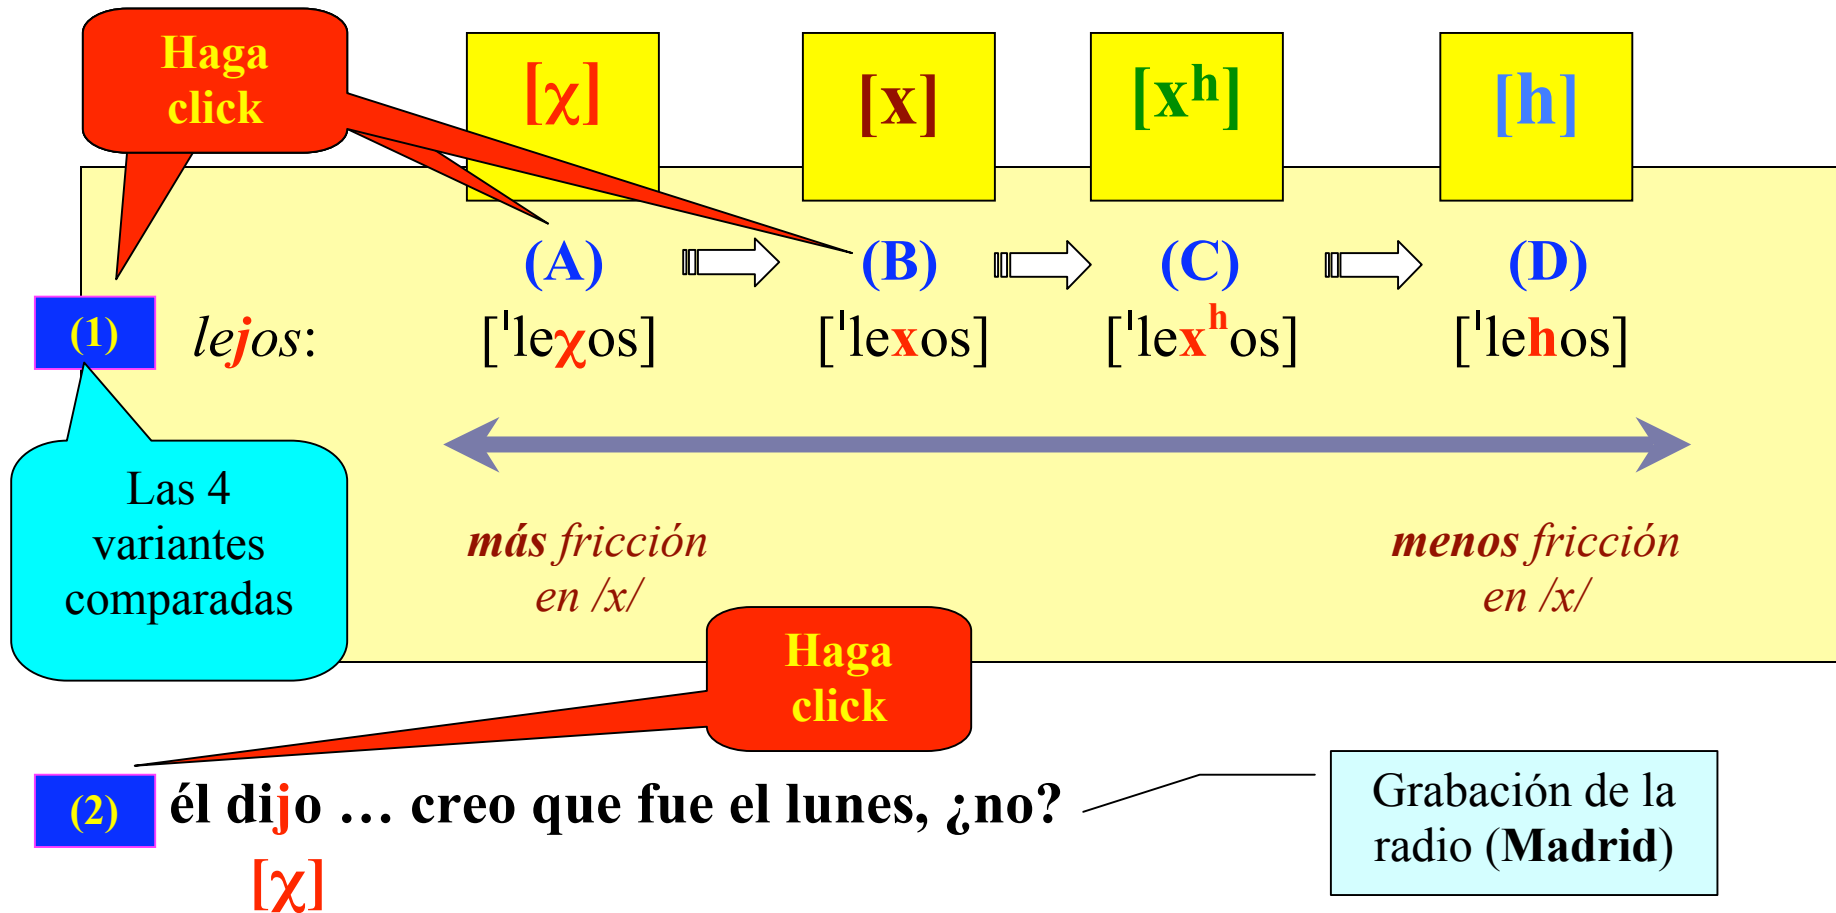 Haga
click
[χ]
[x]
[xʰ]
[h]
(A)
(B)
(C)
(D)
(1)
lejos:
[ˈleχos]
[ˈlexos]
[ˈlexʰos]
[ˈlehos]
Las 4
variantes
comparadas
más fricción
en /x/
menos fricción
en /x/
Haga
click
(2)
él dijo … creo que fue el lunes, ¿no?
[χ]
Grabación de la
radio (Madrid)